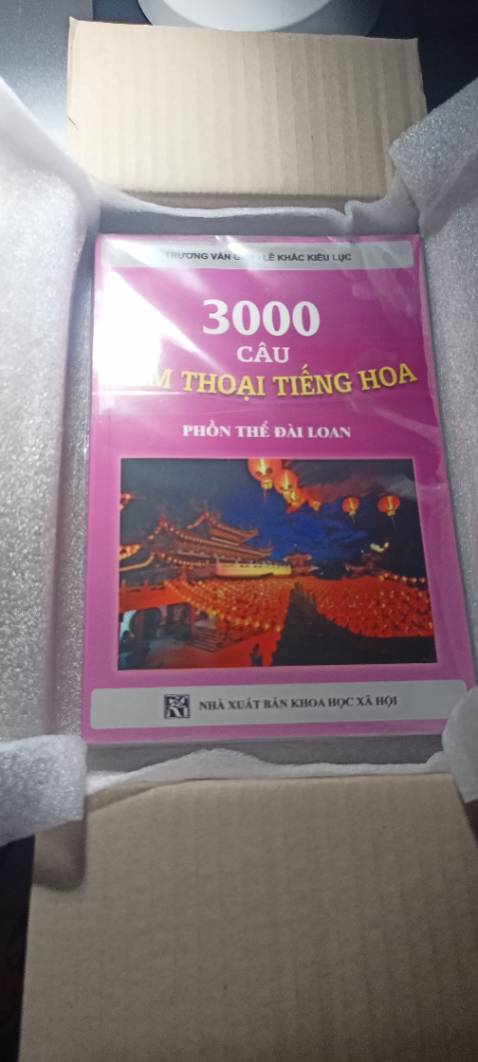 TRƯƠNG VĂN LÊ KHẮC KIỀU LỤC
3000
CÂU
THOẠI TIẾNG HOA
PHỒN THỂ ĐÀI LOAN
NHÀ XUẤT BẢN KHOA HỌC XÃ HỘI